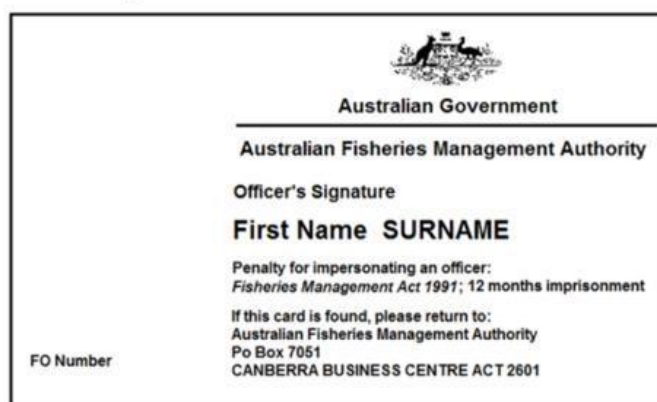 Australian Government
Australian Fisheries Management Authority
Officer's Signature
First Name SURNAME
Penalty for impersonating an officer:
Fisheries Management Act 1991; 12 months imprisonment
If this card is found, please return to:
Australian Fisheries Management Authority
Po Box 7051
FO Number
CANBERRA BUSINESS CENTRE ACT 2601